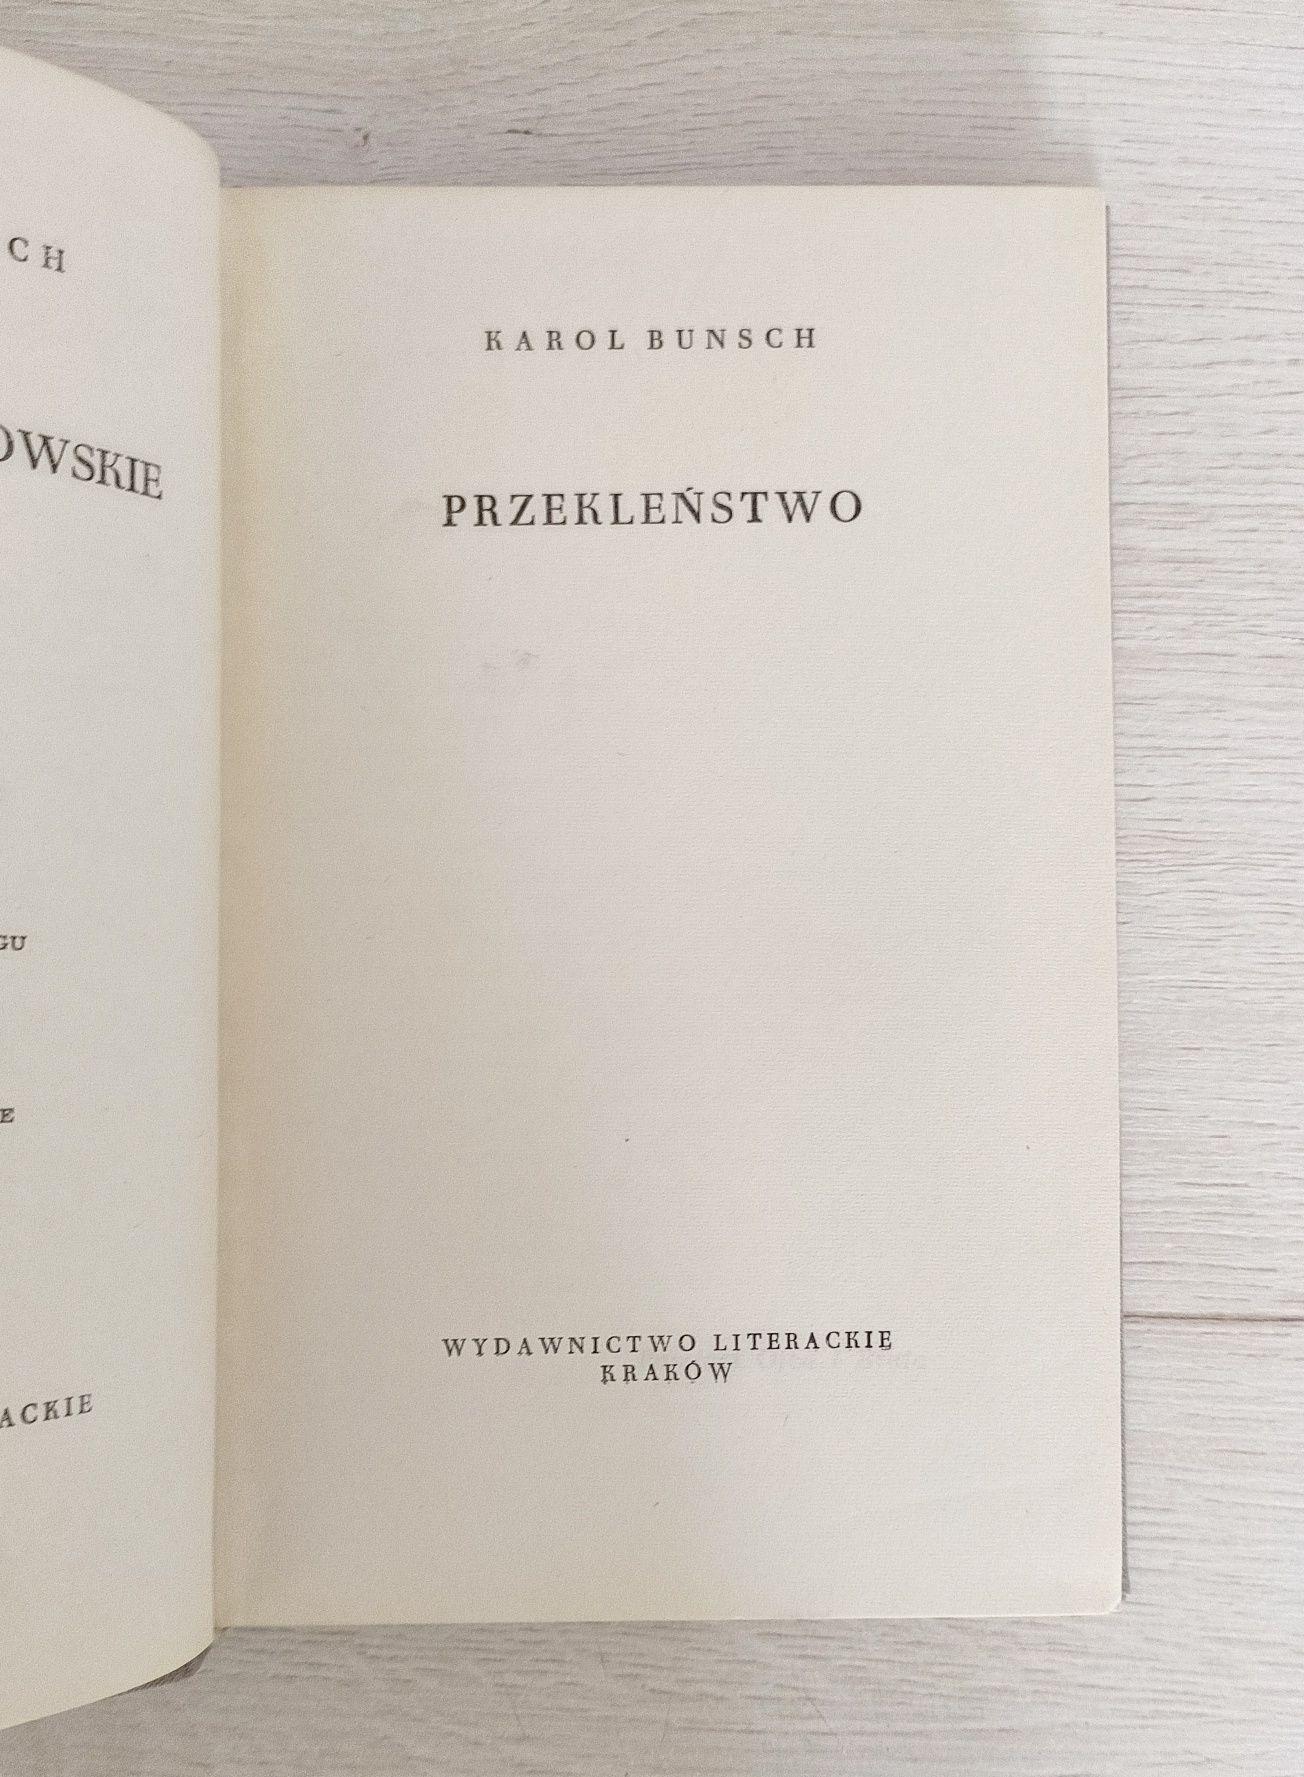 CH
OWSKIE
GU
E
ACKIE
KAROL BUNSCH
PRZEKLEŃSTWO
WYDAWNICTWO LITERACKIE
KRAKÓW